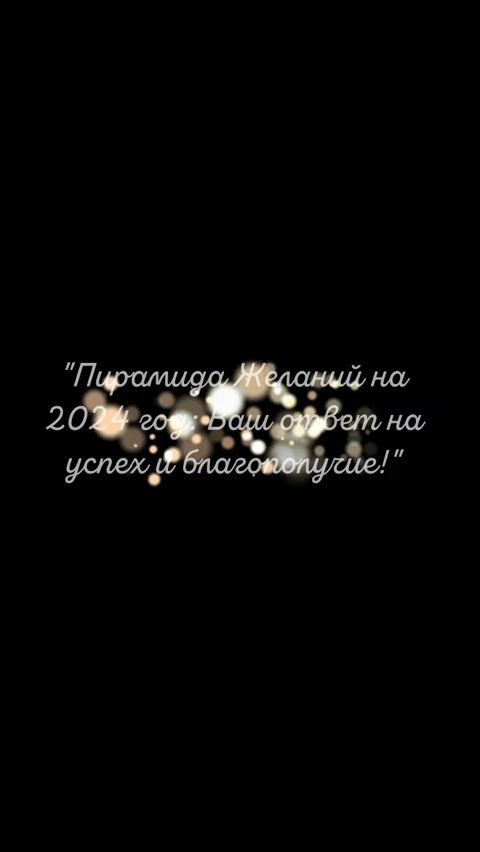 "Пирамида Желаний на
2024 год: Ваш ответ на
успех и благополучие!"